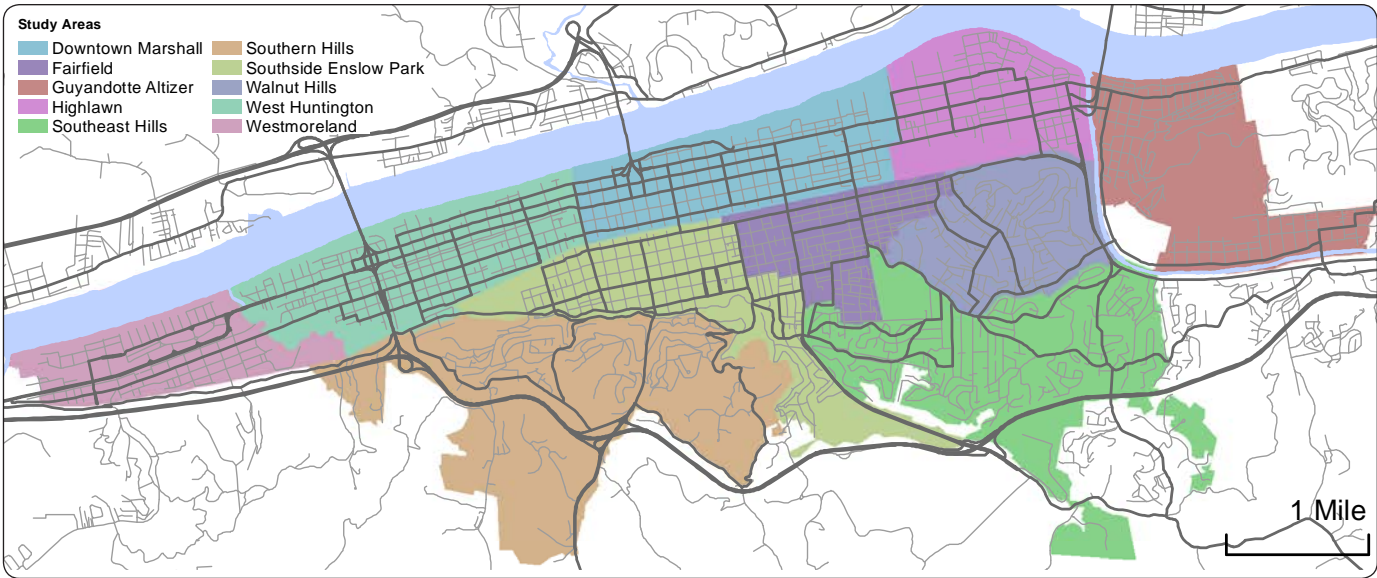 Study Areas
Downtown Marshall
Fairfield
Guyandotte Altizer
Highlawn
Southeast Hills
Southern Hills
Southside Enslow Park
Walnut Hills
West Huntington
Westmoreland
1 Mile